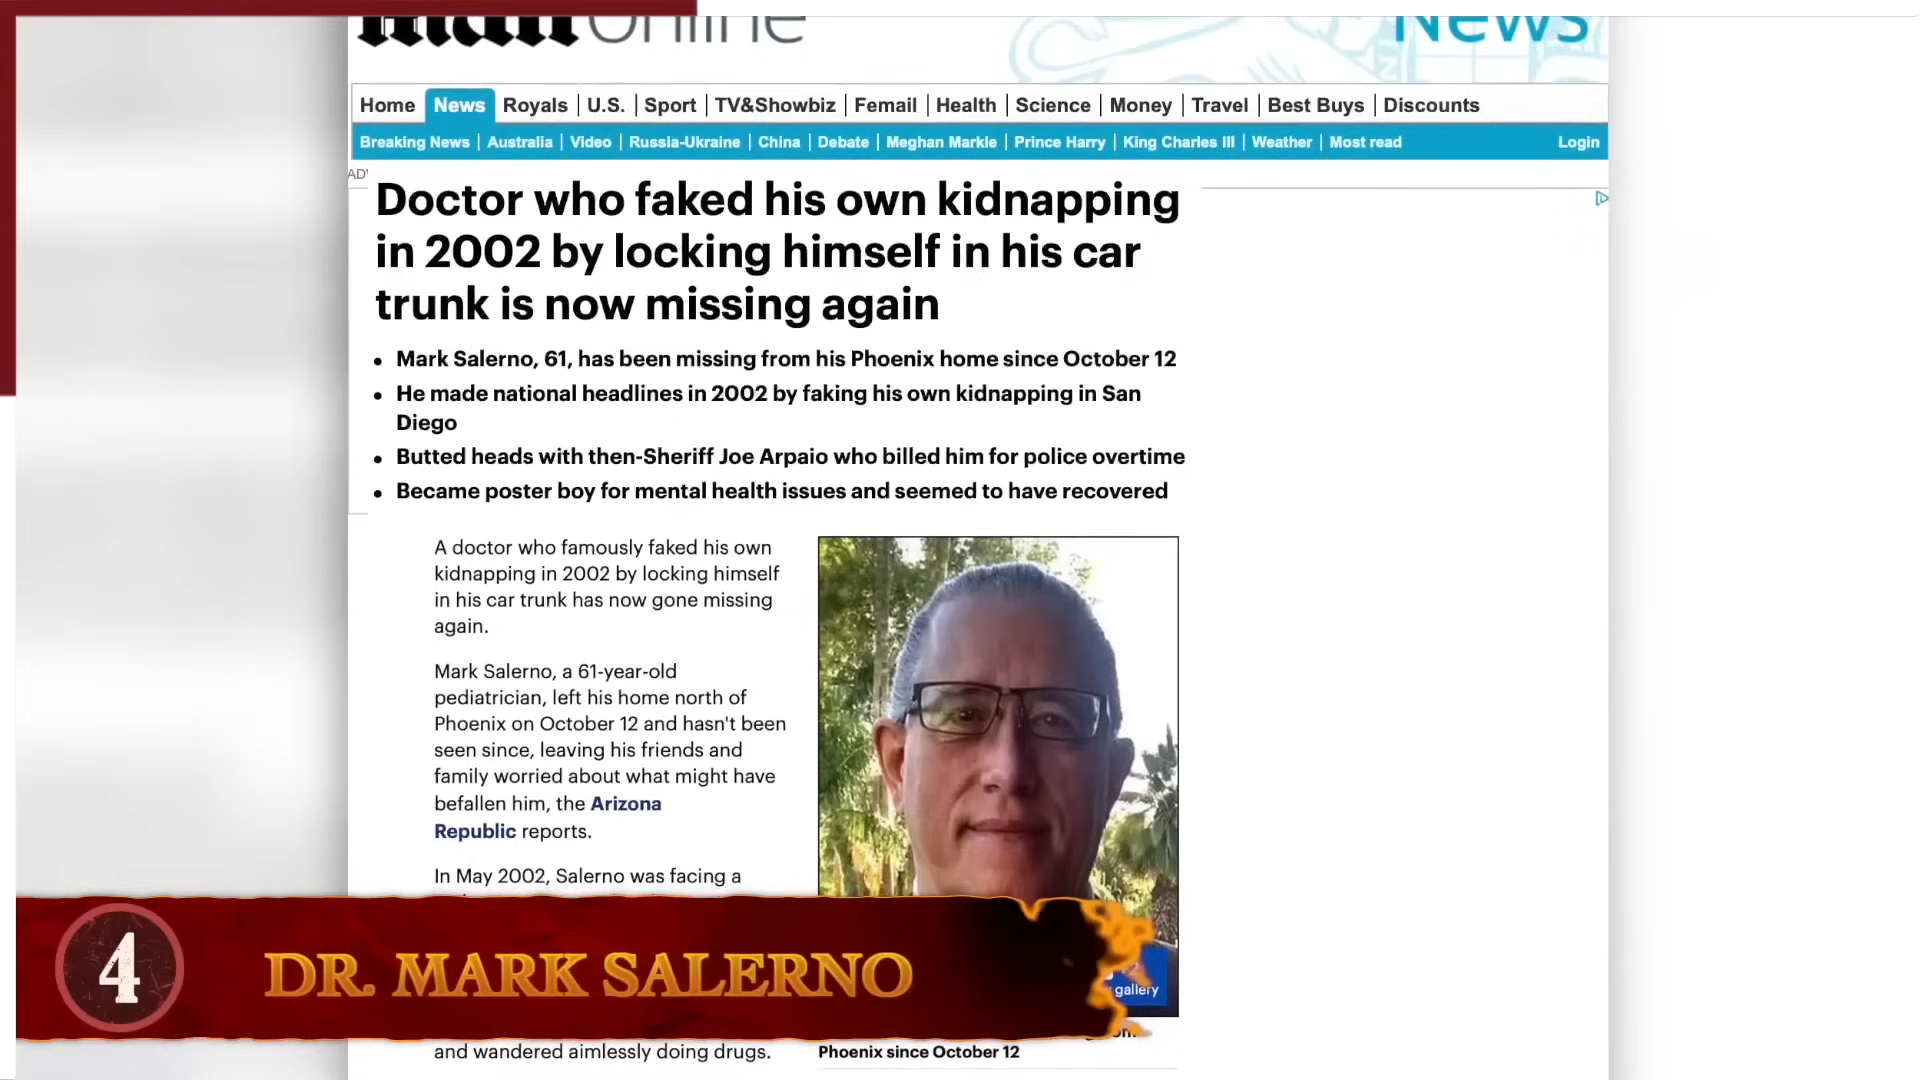 Mail Online
News
Home News Royals U.S. Sport TV&Showbiz Femail Health Science Money Travel Best Buys Discounts
Breaking News Australia Video Russia-Ukraine China Debate Meghan Markle Prince Harry King Charles III Weather Most read Login
Doctor who faked his own kidnapping
in 2002 by locking himself in his car
trunk is now missing again
• Mark Salerno, 61, has been missing from his Phoenix home since October 12
• He made national headlines in 2002 by faking his own kidnapping in San
Diego
• Butted heads with then-Sheriff Joe Arpaio who billed him for police overtime
• Became poster boy for mental health issues and seemed to have recovered
A doctor who famously faked his own
kidnapping in 2002 by locking himself
in his car trunk has now gone missing
again.
Mark Salerno, a 61-year-old
pediatrician, left his home north of
Phoenix on October 12 and hasn't been
seen since, leaving his friends and
family worried about what might have
befallen him, the Arizona
Republic reports.
In May 2002, Salerno was facing a
4
DR. MARK SALERNO
gallery
and wandered aimlessly doing drugs.
Phoenix since October 12